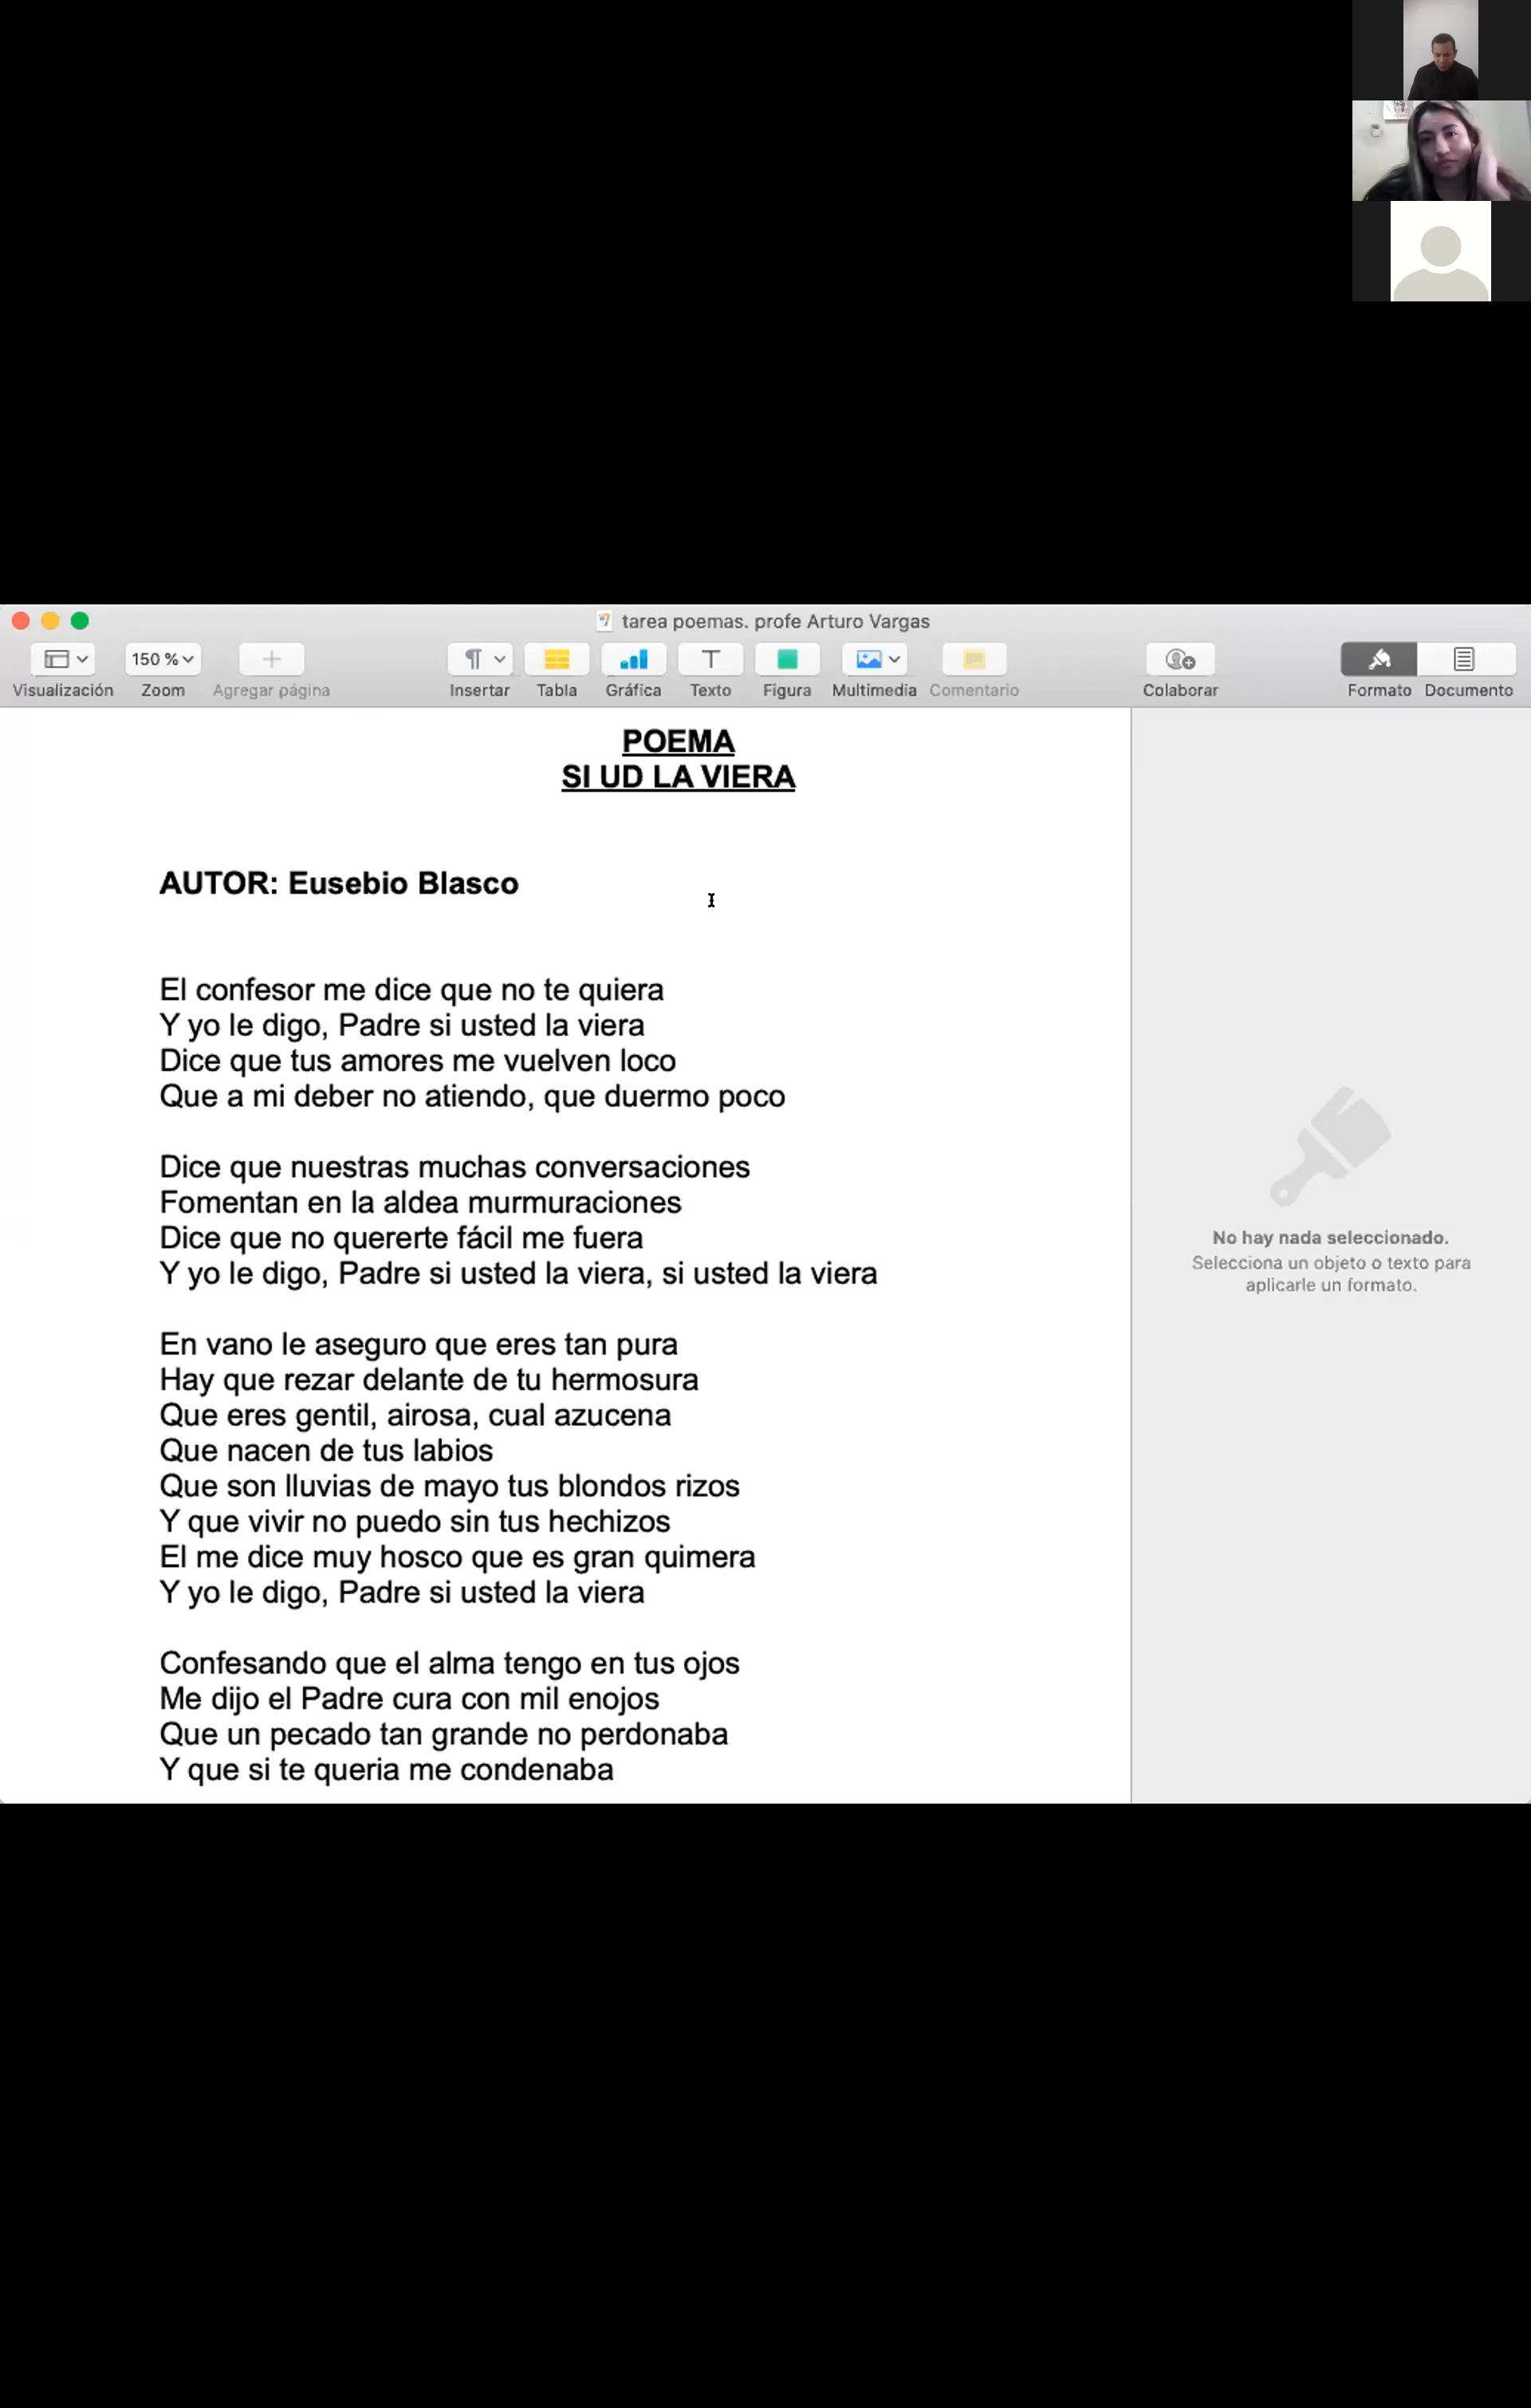 tarea poemas. profe Arturo Vargas
150 %
Visualización Zoom Agregar página Insertar Tabla Gráfica Texto Figura Multimedia Comentario Colaborar Formato Documento
POEMA
SI UD LA VIERA
AUTOR: Eusebio Blasco
El confesor me dice que no te quiera
Y yo le digo, Padre si usted la viera
Dice que tus amores me vuelven loco
Que a mi deber no atiendo, que duermo poco
Dice que nuestras muchas conversaciones
Fomentan en la aldea murmuraciones
Dice que no quererte fácil me fuera
Y yo le digo, Padre si usted la viera, si usted la viera
En vano le aseguro que eres tan pura
Hay que rezar delante de tu hermosura
Que eres gentil, airosa, cual azucena
Que nacen de tus labios
Que son lluvias de mayo tus blondos rizos
Y que vivir no puedo sin tus hechizos
El me dice muy hosco que es gran quimera
Y yo le digo, Padre si usted la viera
Confesando que el alma tengo en tus ojos
Me dijo el Padre cura con mil enojos
Que un pecado tan grande no perdonaba
Y que si te queria me condenaba
No hay nada seleccionado.
Selecciona un objeto o texto para
aplicarle un formato.